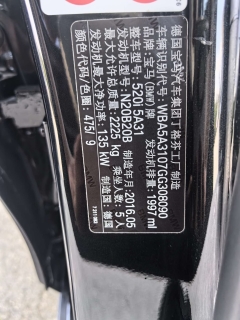 德国宝马汽车集团丁格芬工厂制造
车辆识别代号：WBA5A3107GG308090
品牌：宝马(BMW)牌 发动机排量：1997 ml
整车型号：520I 5A31 制造年月：2016.05
发动机型号：N20B20B 乘坐人数：5 人
最大允许总质量：2225 kg
发动机最大净功率：135 kW 制造国：德国
颜色代码/色号：475/ 9